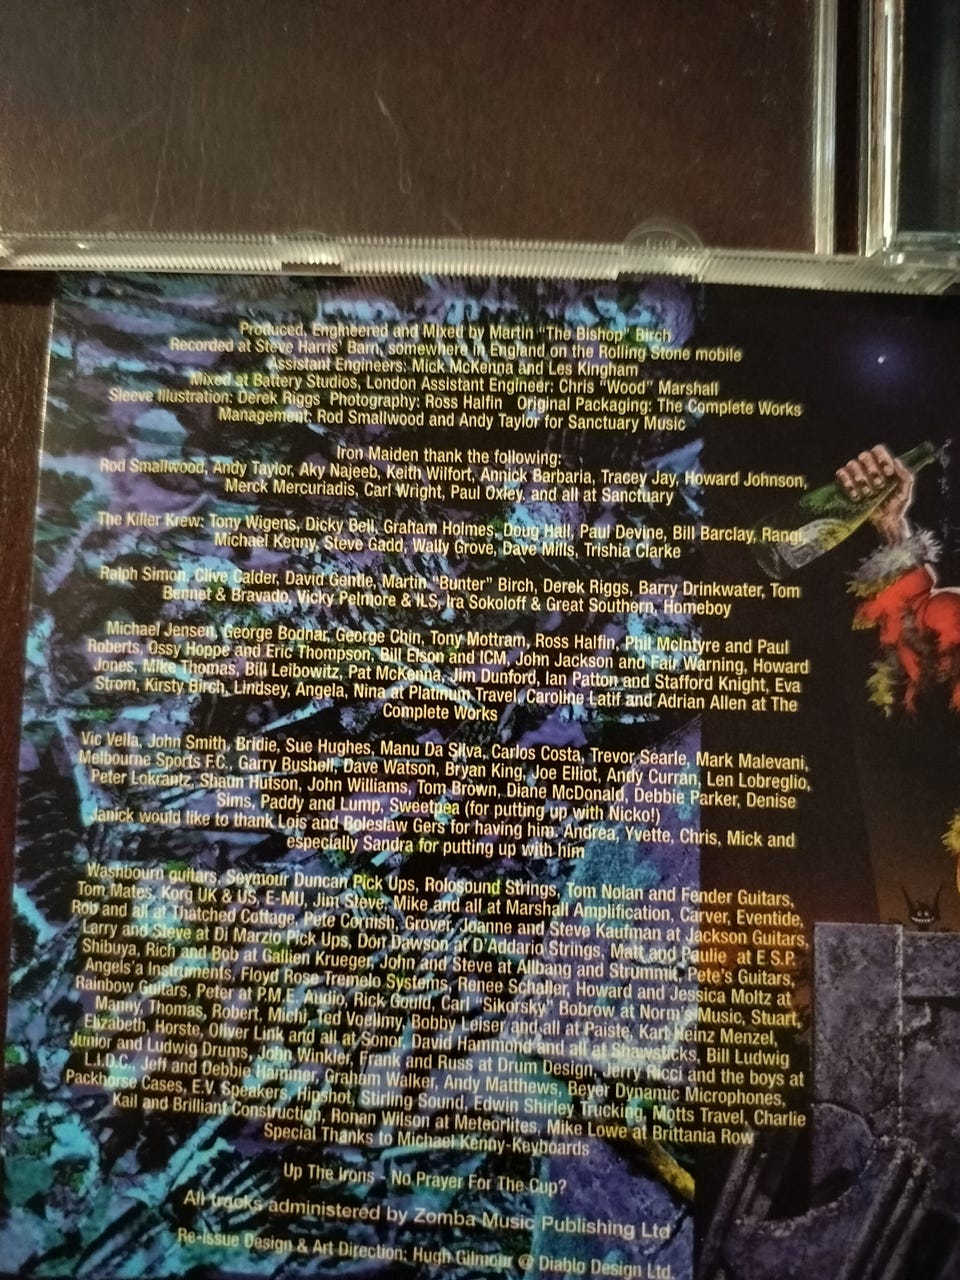 Produced, Engineered and Mixed by Martin "The Bishop" Birch
Recorded at Steve Harris' Barn, somewhere in England on the Rolling Stone mobile
Assistant Engineers: Mick McKenna and Les Kingham
Mixed at Battery Studios, London Assistant Engineer: Chris "Wood" Marshall
Sleeve Illustration: Derek Riggs Photography: Ross Halfin Original Packaging: The Complete Works
Management: Rod Smallwood and Andy Taylor for Sanctuary Music
Iron Maiden thank the following:
Rod Smallwood, Andy Taylor, Aky Najeeb, Keith Wilfort, Annick Barbaria, Tracey Jay, Howard Johnson,
Merck Mercuriadis, Carl Wright, Paul Oxley, and all at Sanctuary
The Killer Krew: Tony Wigens, Dicky Bell, Graham Holmes, Doug Hall, Paul Devine, Bill Barclay, Rangi,
Michael Kenny, Steve Gadd, Wally Grove, Dave Mills, Trishia Clarke
Ralph Simon, Clive Calder, David Gentle, Martin "Bunter" Birch, Derek Riggs, Barry Drinkwater, Tom
Bennet & Bravado, Vicky Pelmore & ILS, Ira Sokoloff & Great Southern, Homeboy
Michael Jensen, George Bodnar, George Chin, Tony Mottram, Ross Halfin, Phil McIntyre and Paul
Roberts, Ossy Hoppe and Eric Thompson, Bill Elson and ICM, John Jackson and Fair Warning, Howard
Jones, Mike Thomas, Bill Leibowitz, Pat McKenna, Jim Dunford, Ian Patton and Stafford Knight, Eva
Strom, Kirsty Birch, Lindsey, Angela, Nina at Platinum Travel, Caroline Latif and Adrian Allen at The
Complete Works
Vic Vella, John Smith, Bridie, Sue Hughes, Manu Da Silva, Carlos Costa, Trevor Searle, Mark Malevani,
Melbourne Sports F.C., Garry Bushell, Dave Watson, Bryan King, Joe Elliot, Andy Curran, Len Lobreglio,
Peter Lokrantz, Shaun Hutson, John Williams, Tom Brown, Diane McDonald, Debbie Parker, Denise
Sims, Paddy and Lump, Sweetpea (for putting up with Nicko!)
Janick would like to thank Lois and Boleslaw Gers for having him. Andrea, Yvette, Chris, Mick and
especially Sandra for putting up with him
Washbourn guitars, Seymour Duncan Pick Ups, Rolosound Strings, Tom Nolan and Fender Guitars,
Tom Mates, Korg UK & US, E-MU, Jim Steve, Mike and all at Marshall Amplification, Carver, Eventide,
Rob and all at Thatched Cottage, Pete Cornish, Grover, Joanne and Steve Kaufman at Jackson Guitars,
Larry and Steve at Di Marzio Pick Ups, Don Dawson at D'Addario Strings, Matt and Paulie at E S.P.
Shibuya, Rich and Bob at Gallien Krueger, John and Steve at Allbang and Strummit, Pete's Guitars,
Angels'a Instruments, Floyd Rose Tremelo Systems, Renee Schaller, Howard and Jessica Moltz at
Rainbow Guitars, Peter at P.M.E. Audio, Rick Gould, Carl "Sikorsky" Bobrow at Norm's Music, Stuart,
Manny, Thomas, Robert, Michi, Ted Voellmy, Bobby Leiser and all at Paiste, Karl Heinz Menzel,
Elizabeth, Horste, Oliver Link and all at Sonor, David Hammond and all at Shawsticks, Bill Ludwig
Junior and Ludwig Drums, John Winkler, Frank and Russ at Drum Design, Jerry Ricci and the boys at
L.I.D.C., Jeff and Debbie Hammer, Graham Walker, Andy Matthews, Beyer Dynamic Microphones,
Packhorse Cases, E.V. Speakers, Hipshot, Stirling Sound, Edwin Shirley Trucking, Motts Travel, Charlie
Kail and Brilliant Construction, Ronan Wilson at Meteorlites, Mike Lowe at Brittania Row
Special Thanks to Michael Kenny-Keyboards
Up The Irons - No Prayer For The Cup?
All tracks administered by Zomba Music Publishing Ltd
Re-Issue Design & Art Direction: Hugh Gilmour @ Diablo Design Ltd.